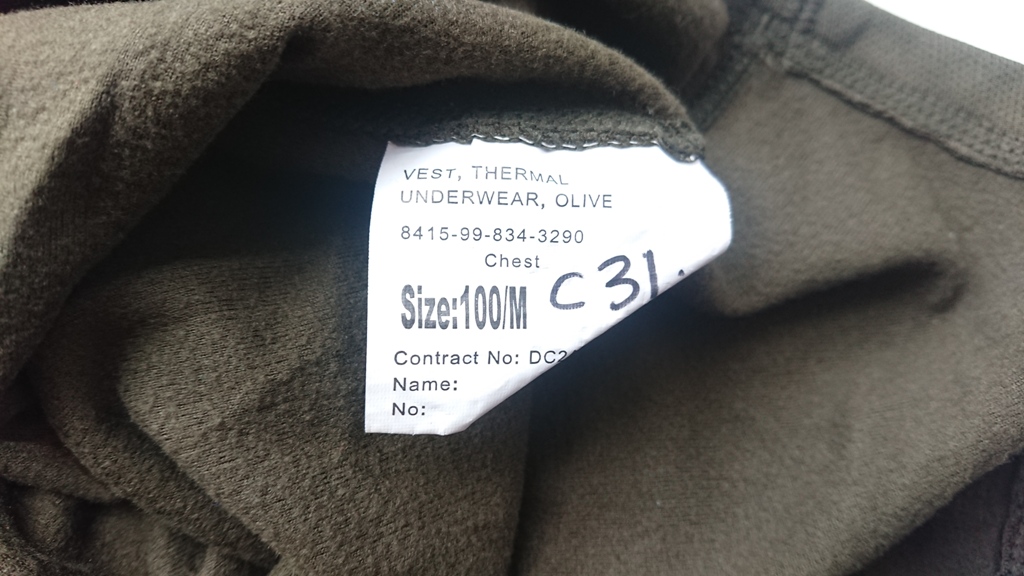 VEST, THERMAL
UNDERWEAR, OLIVE
8415-99-834-3290
Chest
Size:100/M C31.
Contract No: DC2
Name:
No: